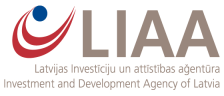 LIAA
Latvijas Investīciju un attīstības aģentūra
Investment and Development Agency of Latvia